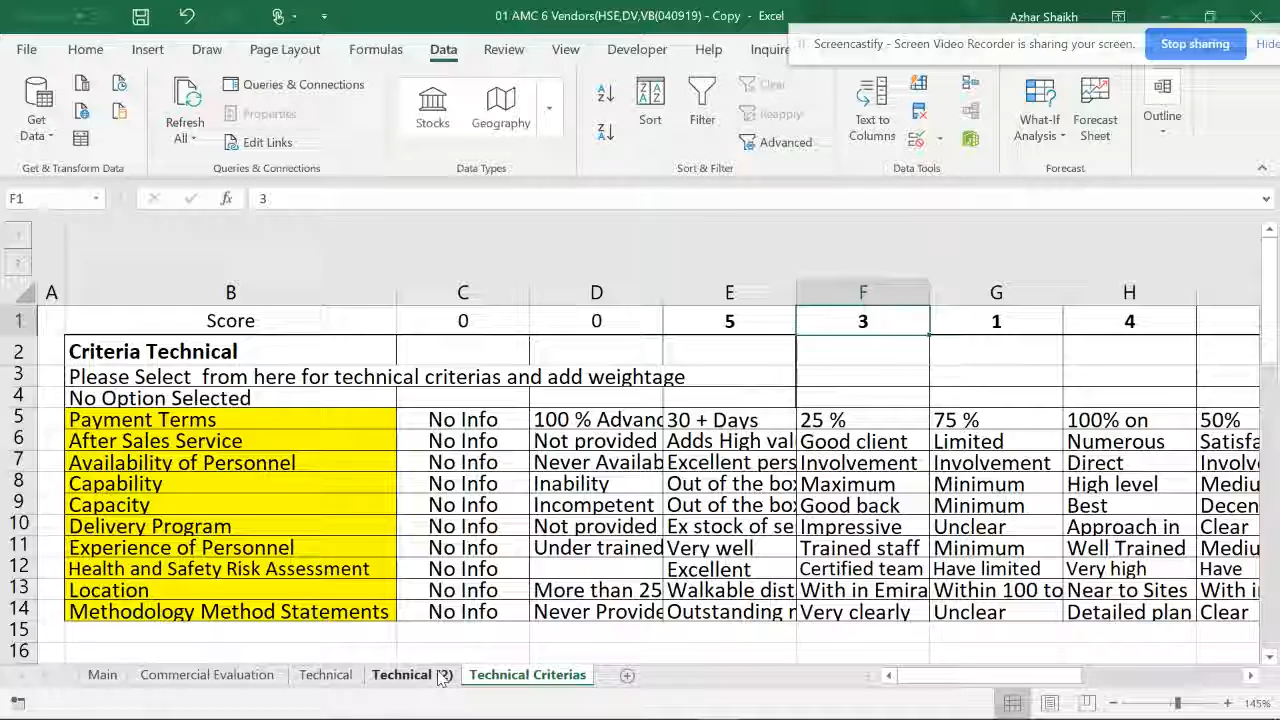 01 AMC 6 Vendors(HSE,DV,VB(040919) - Copy - Excel
Azhar Shaikh
File Home Insert Draw Page Layout Formulas Data Review View Developer Help Inquire
Screencastify - Screen Video Recorder is sharing your screen. Stop sharing Hide
Get Data
Refresh All
Queries & Connections
Properties
Edit Links
Stocks
Geography
Sort
Filter
Clear
Reapply
Advanced
Text to Columns
What-If Analysis
Forecast Sheet
Outline
Get & Transform Data Queries & Connections Data Types Sort & Filter Data Tools Forecast
F1 fx 3
A B C D E F G H
1 Score 0 0 5 3 1 4
2 Criteria Technical
3 Please Select from here for technical criterias and add weightage
4 No Option Selected
5 Payment Terms No Info 100 % Advanc 30 + Days 25 % 75 % 100% on 50%
6 After Sales Service No Info Not provided Adds High val Good client Limited Numerous Satisfa
7 Availability of Personnel No Info Never Availab Excellent pers Involvement Involvement Direct Involv
8 Capability No Info Inability Out of the box Maximum Minimum High level Mediu
9 Capacity No Info Incompetent Out of the box Good back Minimum Best Decen
10 Delivery Program No Info Not provided Ex stock of se Impressive Unclear Approach in Clear
11 Experience of Personnel No Info Under trained Very well Trained staff Minimum Well Trained Mediu
12 Health and Safety Risk Assessment No Info Excellent Certified team Have limited Very high Have
13 Location No Info More than 25 Walkable dist With in Emira Within 100 to Near to Sites With i
14 Methodology Method Statements No Info Never Provide Outstanding Very clearly Unclear Detailed plan Clear
15
16
Main Commercial Evaluation Technical Technical (2) Technical Criterias
145%